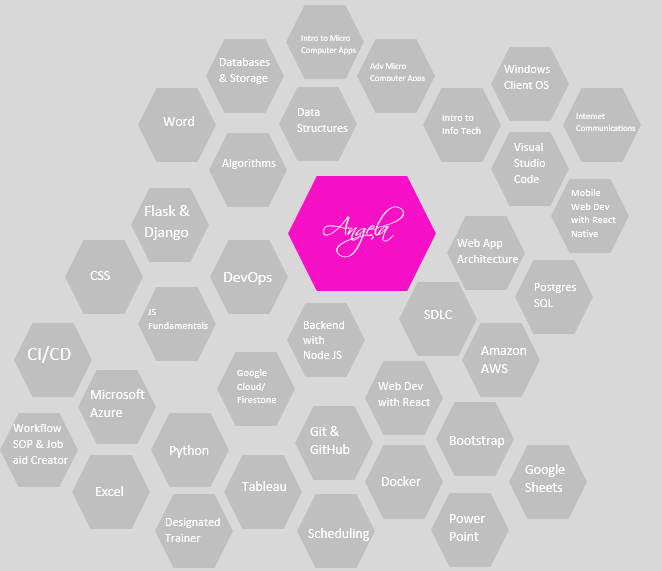 Intro to Micro
Computer Apps
Databases
& Storage
Adv Micro
Computer Apps
Windows
Client OS
Word
Data
Structures
Intro to
Info Tech
Internet
Communications
Algorithms
Visual
Studio
Code
Flask &
Django
Angela
Mobile
Web Dev
with React
Native
Web App
Architecture
CSS
DevOps
Postgres
SQL
JS
Fundamentals
Backend
with
Node JS
SDLC
CI/CD
Amazon
AWS
Google
Cloud/
Firestone
Microsoft
Azure
Web Dev
with React
Workflow
SOP & Job
aid Creator
Python
Git &
GitHub
Bootstrap
Excel
Tableau
Docker
Google
Sheets
Designated
Trainer
Scheduling
Power
Point